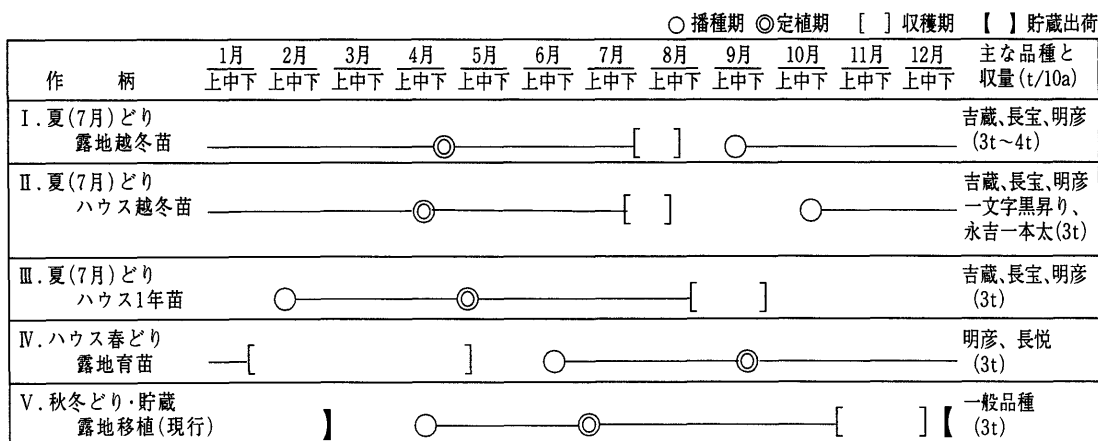 ○播種期 ◎定植期 [ ] 収穫期 【 】貯蔵出荷
作 柄 1月 2月 3月 4月 5月 6月 7月 8月 9月 10月 11月 12月 主な品種と
上中下 上中下 上中下 上中下 上中下 上中下 上中下 上中下 上中下 上中下 上中下 上中下 収量(t/10a)
Ⅰ.夏(7月)どり 吉蔵、長宝、明彦
露地越冬苗 (3t~4t)
Ⅱ.夏(7月)どり 吉蔵、長宝、明彦
ハウス越冬苗 一文字黒昇り、
永吉一本太(3t)
Ⅲ.夏(7月)どり 吉蔵、長宝、明彦
ハウス1年苗 (3t)
Ⅳ.ハウス春どり 明彦、長悦
露地育苗 (3t)
Ⅴ.秋冬どり・貯蔵 一般品種
露地移植(現行) (3t)